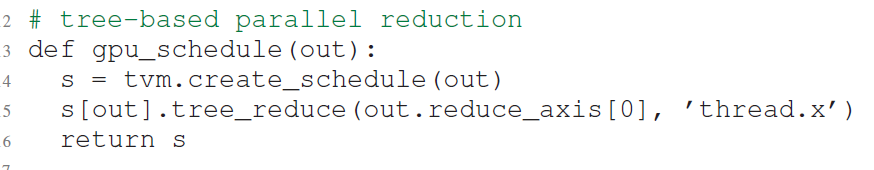 2 # tree-based parallel reduction
3 def gpu_schedule(out):
4   s = tvm.create_schedule(out)
5   s[out].tree_reduce(out.reduce_axis[0], ′thread.x′)
6   return s
7